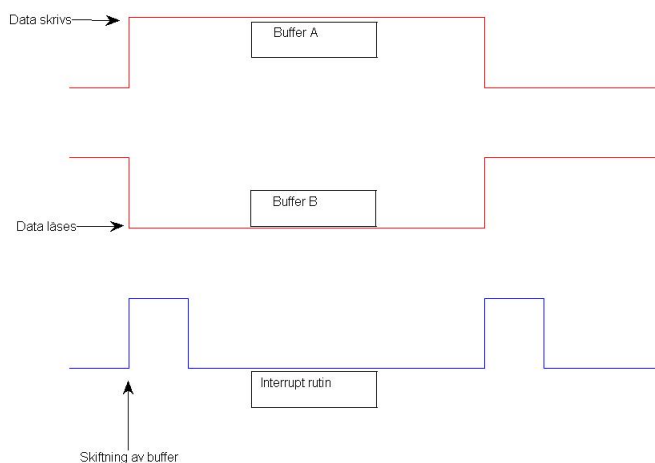 Data skrivs
Buffer A
Buffer B
Data läses
Interrupt rutin
Skiftning av buffer